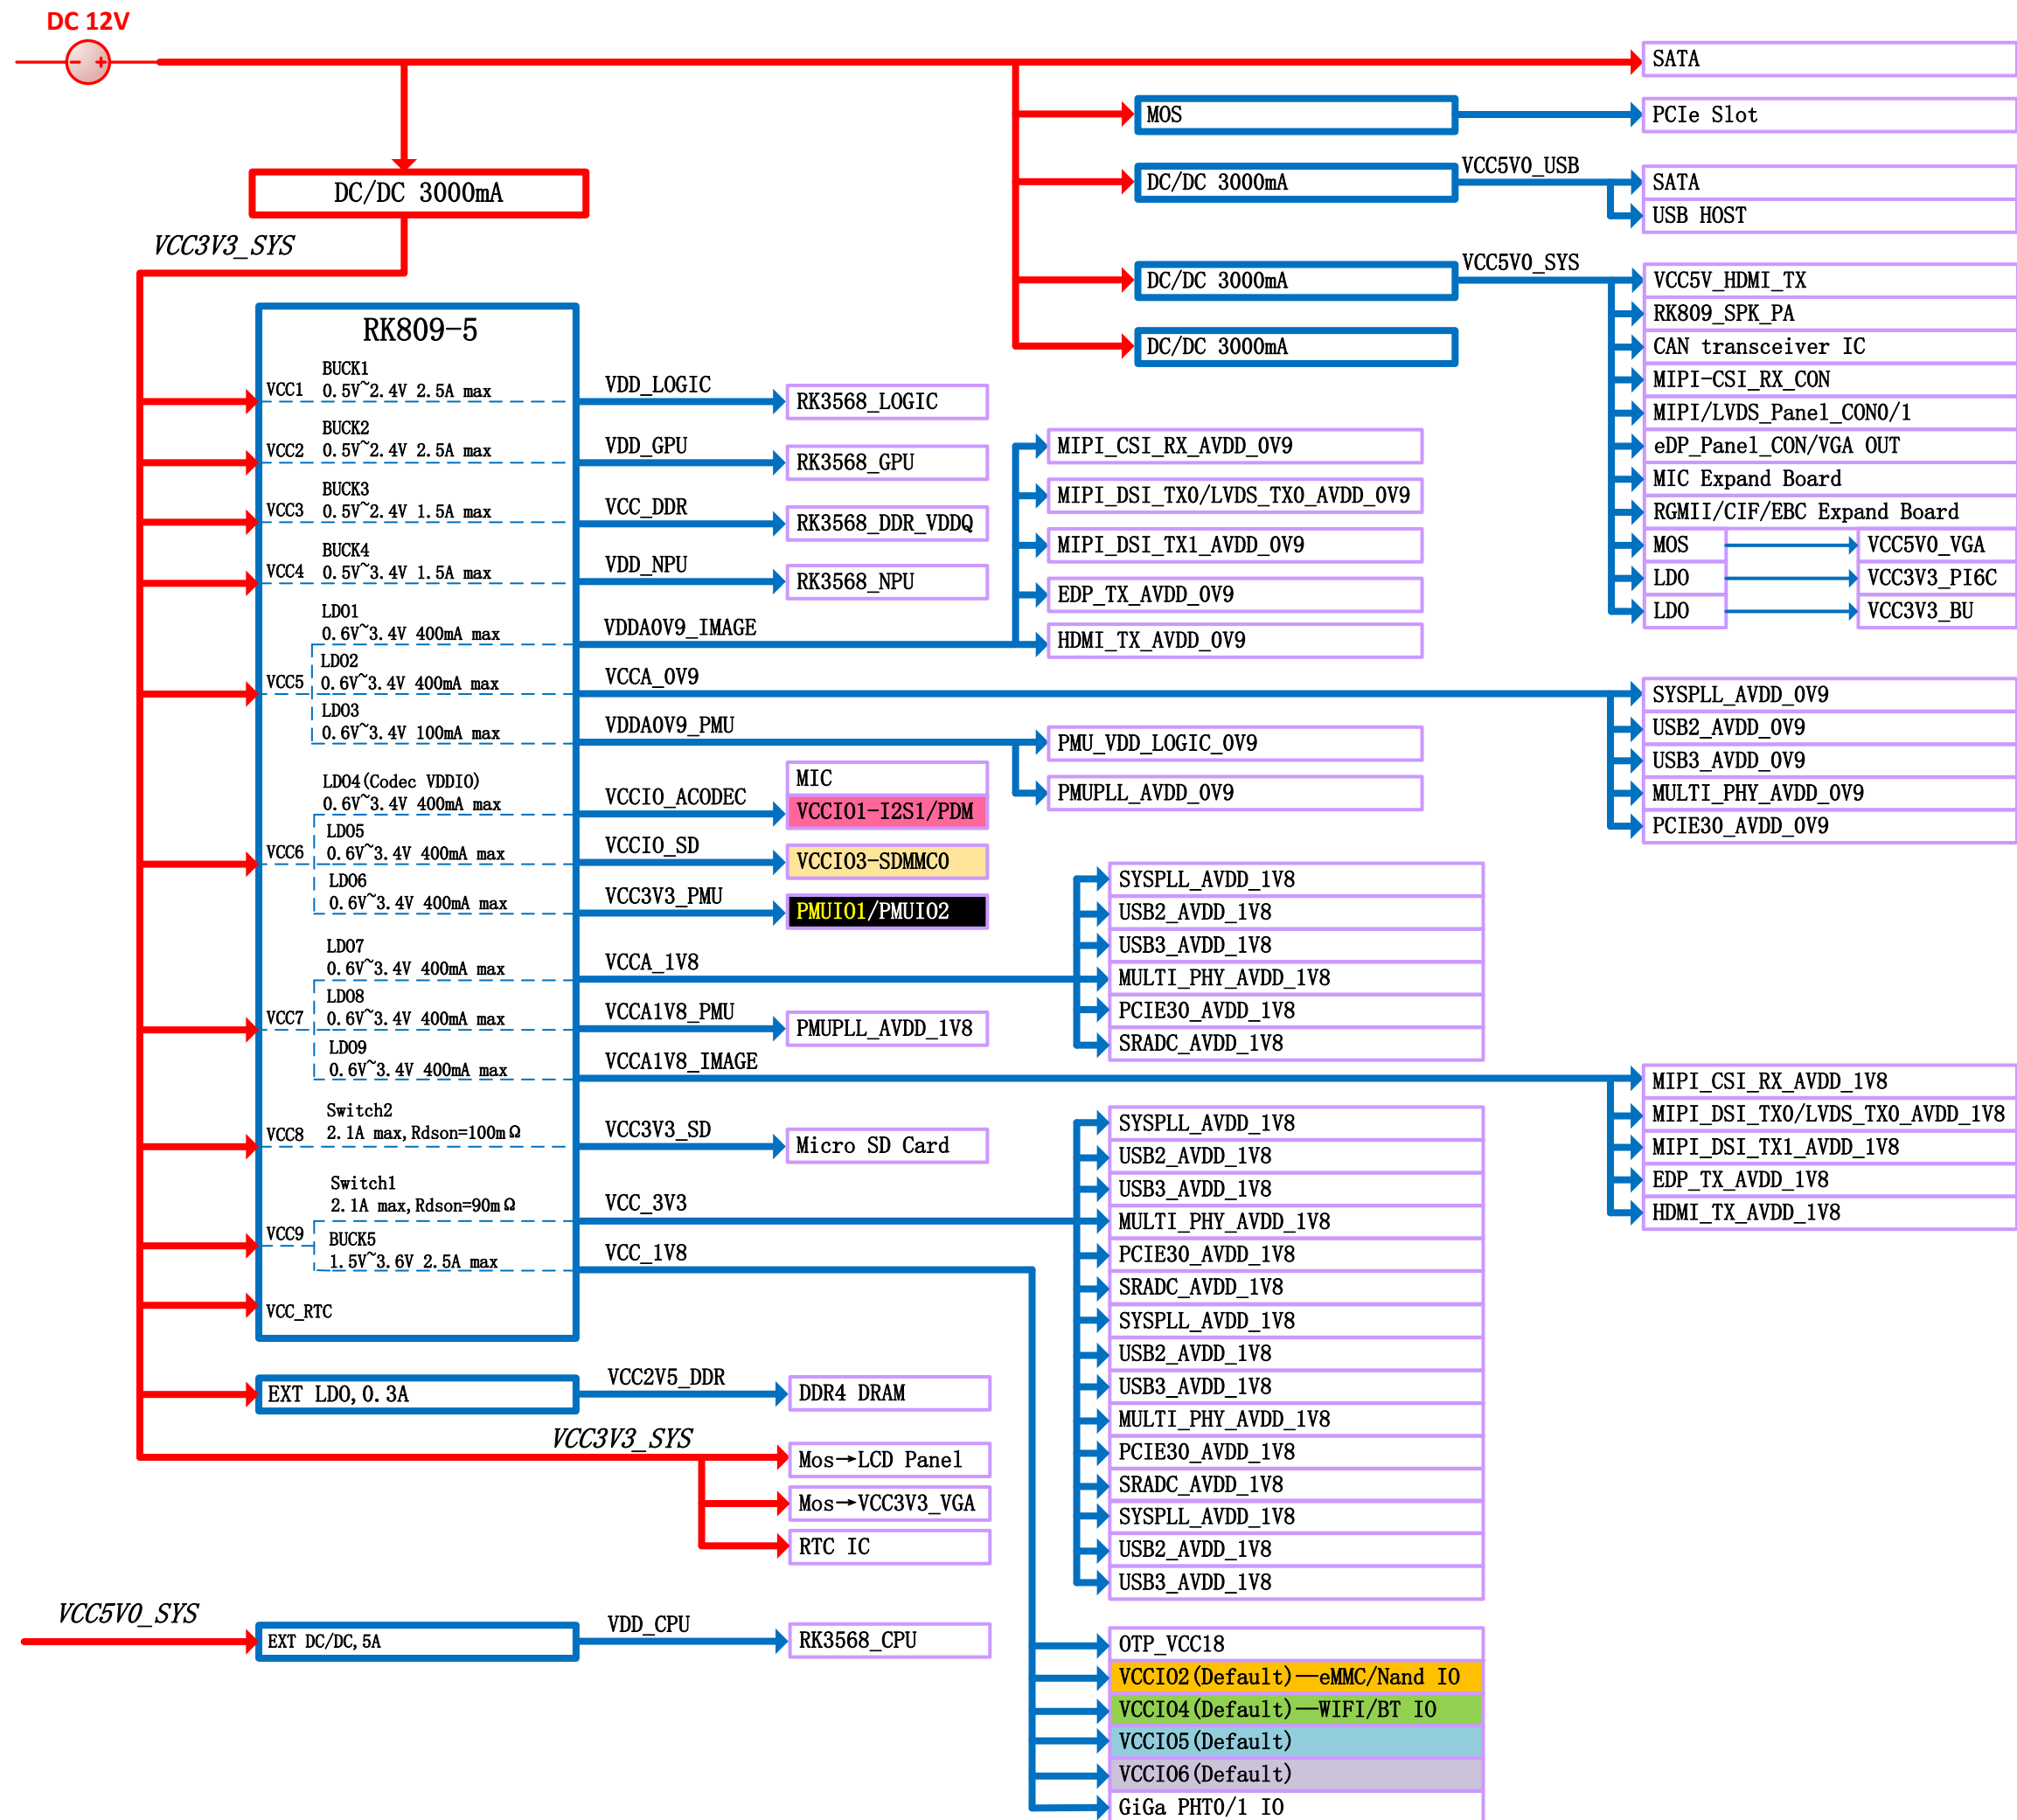 DC 12V
SATA
MOS
PCIe Slot
DC/DC 3000mA
VCC3V3_SYS
DC/DC 3000mA
VCC5V0_USB
SATA
USB HOST
DC/DC 3000mA
VCC5V0_SYS
VCC5V_HDMI_TX
RK809_SPK_PA
CAN transceiver IC
MIPI-CSI_RX_CON
MIPI/LVDS_Panel_CON0/1
eDP_Panel_CON/VGA OUT
MIC Expand Board
RGMII/CIF/EBC Expand Board
MOS
VCC5V0_VGA
LDO
VCC3V3_PI6C
LDO
VCC3V3_BU
DC/DC 3000mA
RK809-5
VCC1
BUCK1
0.5V~2.4V 2.5A max
VDD_LOGIC
RK3568_LOGIC
VCC2
BUCK2
0.5V~2.4V 2.5A max
VDD_GPU
RK3568_GPU
VCC3
BUCK3
0.5V~2.4V 1.5A max
VCC_DDR
RK3568_DDR_VDDQ
VCC4
BUCK4
0.5V~3.4V 1.5A max
VDD_NPU
RK3568_NPU
VCC5
LDO1
0.6V~3.4V 400mA max
VDDA0V9_IMAGE
MIPI_CSI_RX_AVDD_0V9
MIPI_DSI_TX0/LVDS_TX0_AVDD_0V9
MIPI_DSI_TX1_AVDD_0V9
EDP_TX_AVDD_0V9
HDMI_TX_AVDD_0V9
LDO2
0.6V~3.4V 400mA max
VCCA_0V9
SYSPLL_AVDD_0V9
USB2_AVDD_0V9
USB3_AVDD_0V9
MULTI_PHY_AVDD_0V9
PCIE30_AVDD_0V9
LDO3
0.6V~3.4V 100mA max
VDDA0V9_PMU
PMU_VDD_LOGIC_0V9
PMUPLL_AVDD_0V9
VCC6
LDO4(Codec VDDIO)
0.6V~3.4V 400mA max
VCCIO_ACODEC
MIC
VCCIO1-I2S1/PDM
LDO5
0.6V~3.4V 400mA max
VCCIO_SD
VCCIO3-SDMMC0
LDO6
0.6V~3.4V 400mA max
VCC3V3_PMU
PMUIO1/PMUIO2
VCC7
LDO7
0.6V~3.4V 400mA max
VCCA_1V8
SYSPLL_AVDD_1V8
USB2_AVDD_1V8
USB3_AVDD_1V8
MULTI_PHY_AVDD_1V8
PCIE30_AVDD_1V8
SRADC_AVDD_1V8
LDO8
0.6V~3.4V 400mA max
VCCA1V8_PMU
PMUPLL_AVDD_1V8
LDO9
0.6V~3.4V 400mA max
VCCA1V8_IMAGE
MIPI_CSI_RX_AVDD_1V8
MIPI_DSI_TX0/LVDS_TX0_AVDD_1V8
MIPI_DSI_TX1_AVDD_1V8
EDP_TX_AVDD_1V8
HDMI_TX_AVDD_1V8
VCC8
Switch2
2.1A max,Rdson=100mΩ
VCC3V3_SD
Micro SD Card
VCC9
Switch1
2.1A max,Rdson=90mΩ
VCC_3V3
SYSPLL_AVDD_1V8
USB2_AVDD_1V8
USB3_AVDD_1V8
MULTI_PHY_AVDD_1V8
PCIE30_AVDD_1V8
SRADC_AVDD_1V8
SYSPLL_AVDD_1V8
USB2_AVDD_1V8
USB3_AVDD_1V8
MULTI_PHY_AVDD_1V8
PCIE30_AVDD_1V8
SRADC_AVDD_1V8
SYSPLL_AVDD_1V8
USB2_AVDD_1V8
USB3_AVDD_1V8
BUCK5
1.5V~3.6V 2.5A max
VCC_1V8
OTP_VCC18
VCCIO2(Default)—eMMC/Nand IO
VCCIO4(Default)—WIFI/BT IO
VCCIO5(Default)
VCCIO6(Default)
GiGa PHT0/1 IO
VCC_RTC
EXT LDO,0.3A
VCC2V5_DDR
DDR4 DRAM
VCC3V3_SYS
Mos→LCD Panel
Mos→VCC3V3_VGA
RTC IC
VCC5V0_SYS
EXT DC/DC,5A
VDD_CPU
RK3568_CPU